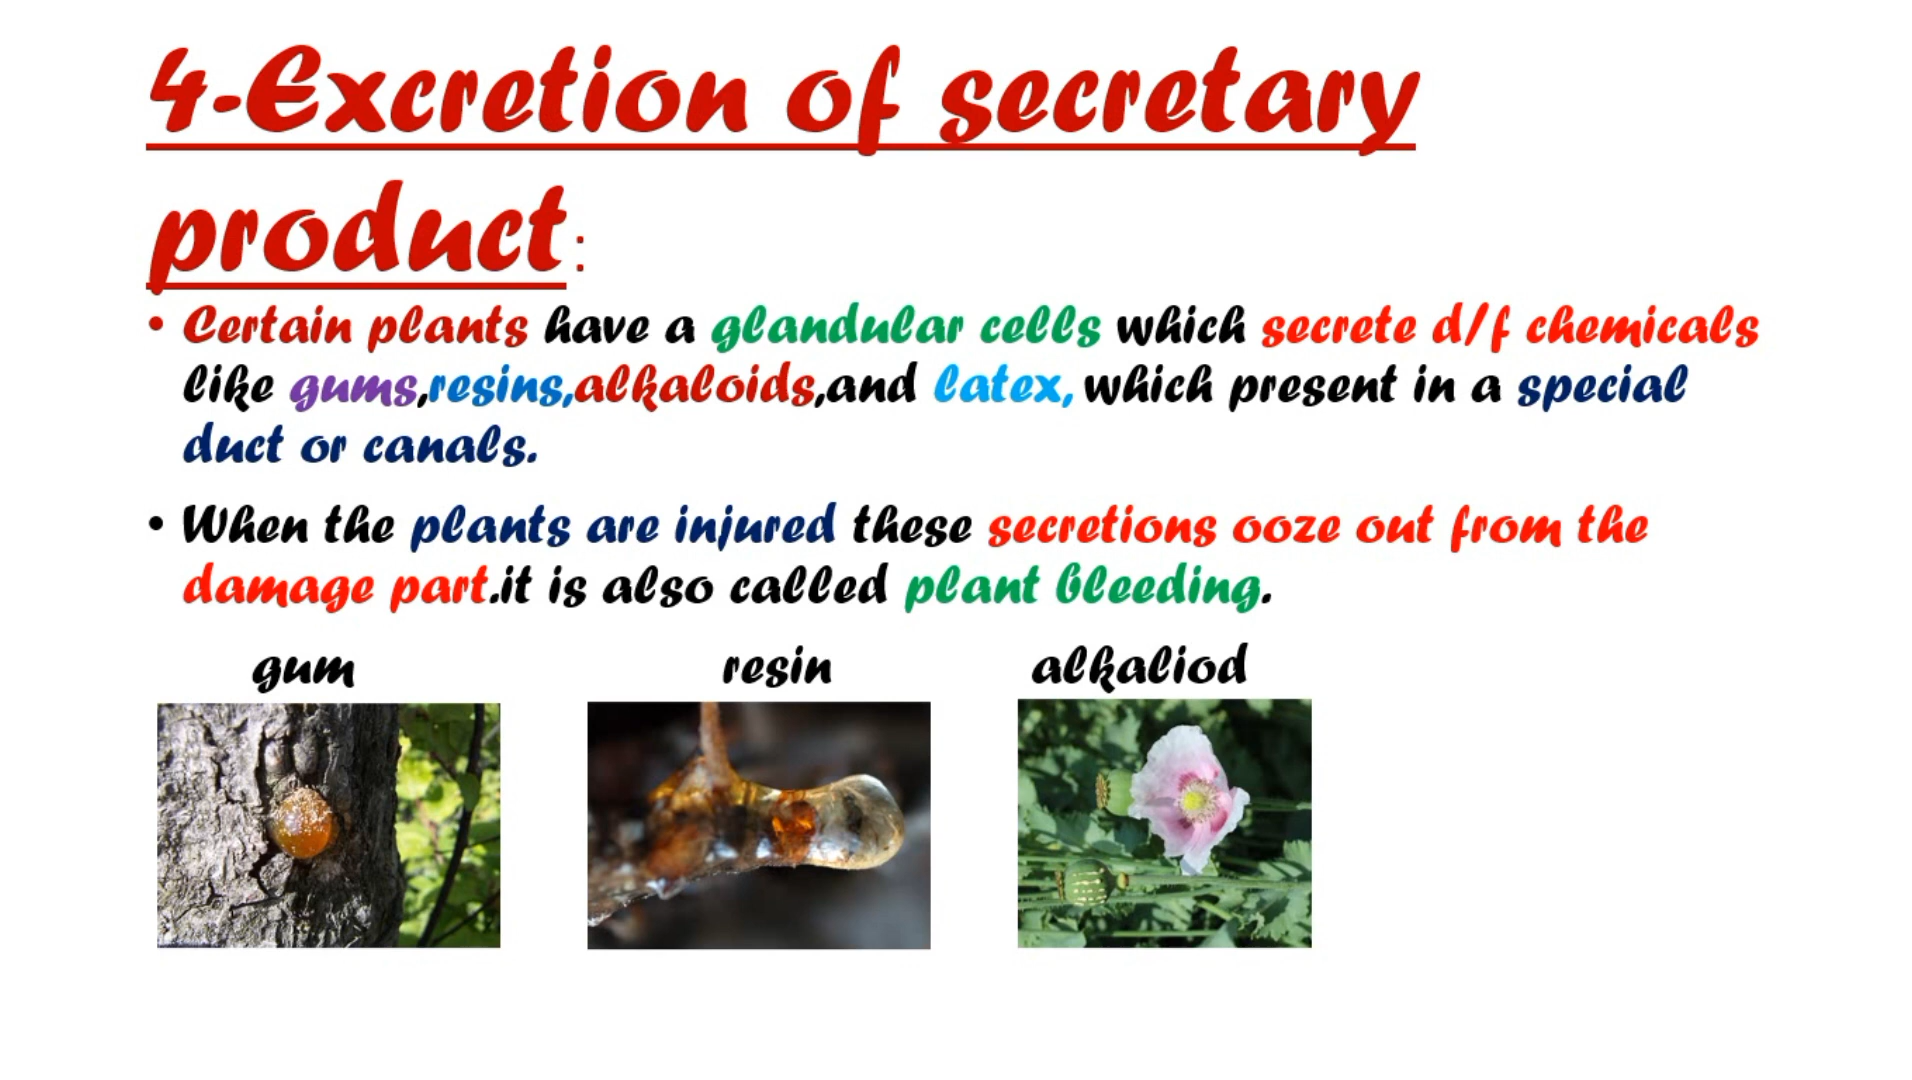 4-Excretion of secretary
product:
• Certain plants have a glandular cells which secrete d/f chemicals
like gums,resins,alkaloids,and latex, which present in a special
duct or canals.
• When the plants are injured these secretions ooze out from the
damage part.it is also called plant bleeding.
gum resin alkaliod